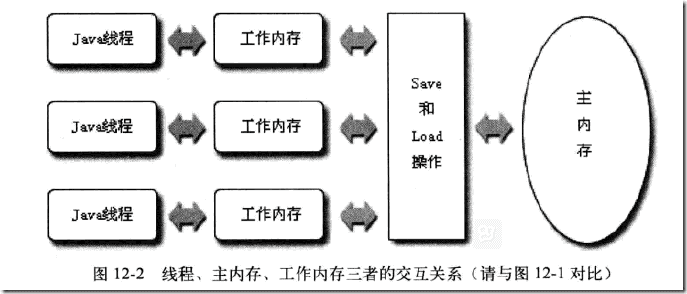 Java线程
工作内存
Java线程
工作内存
Java线程
工作内存
Save
和
Load
操作
主
内
存
图 12-2 线程、主内存、工作内存三者的交互关系（请与图 12-1 对比）